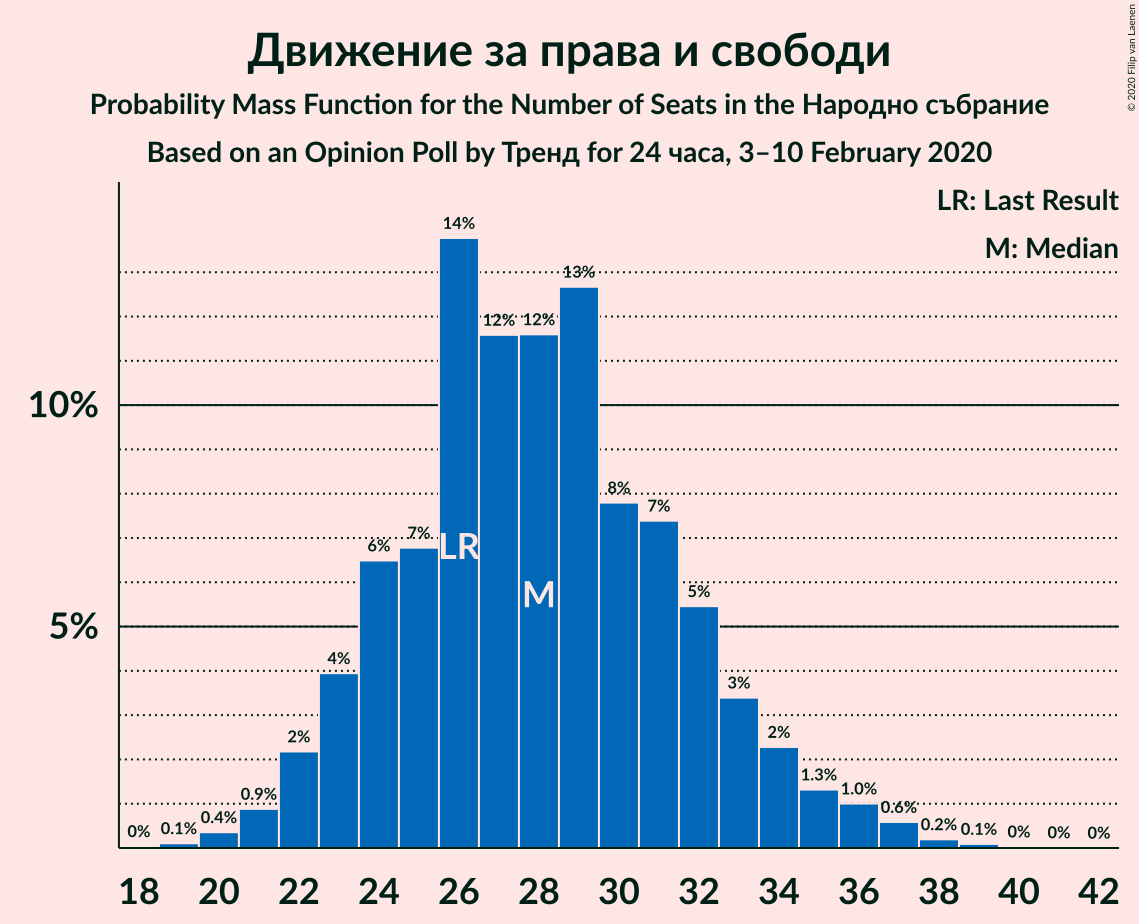 Движение за права и свободи
Probability Mass Function for the Number of Seats in the Народно събрание
Based on an Opinion Poll by Тренд for 24 часа, 3–10 February 2020
© 2020 Filip van Laenen
LR: Last Result
M: Median
14%
13%
12% 12%
10%
8%
7%
7%
6%
LR
M
5%
5%
4%
3%
2%
2%
1.3%
1.0%
0.9%
0.6%
0.4%
0.2%
0% 0.1% 0.1% 0% 0% 0%
18 20 22 24 26 28 30 32 34 36 38 40 42